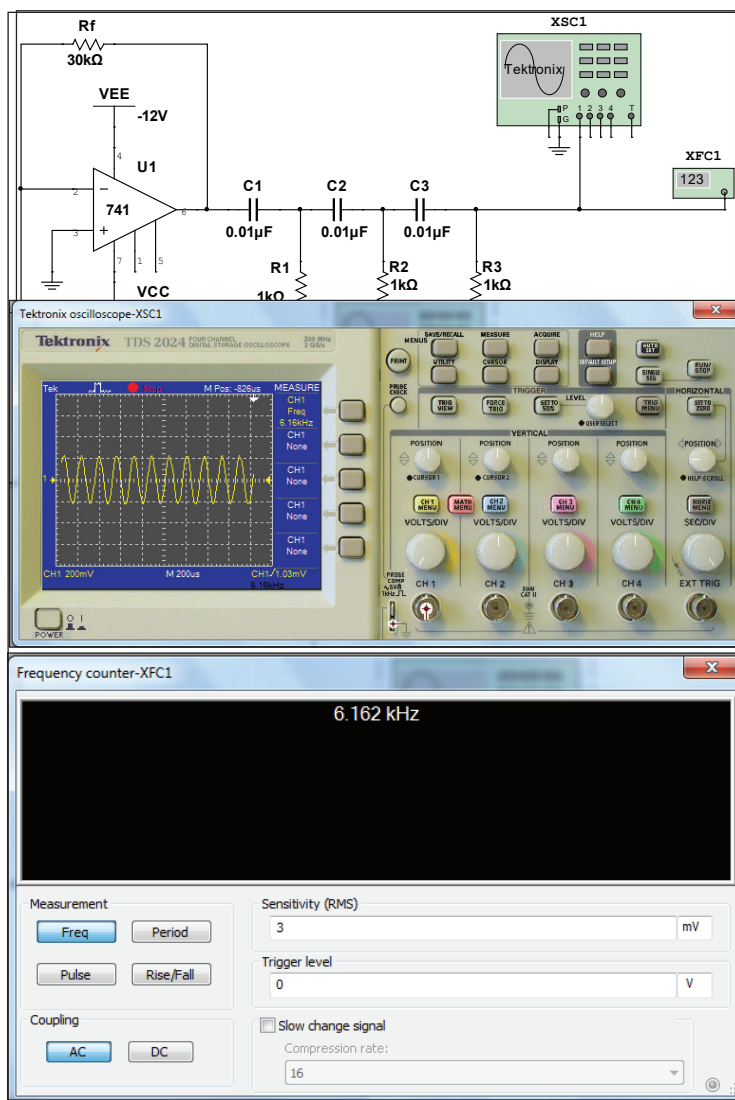 Rf
30kΩ
XSC1
Tektronix
P 1 2 3 4 T
G
VEE
-12V
4
U1
2
741
6
3
7 1 5
VCC
C1 C2 C3
0.01µF 0.01µF 0.01µF
R1 R2 R3
1kΩ 1kΩ 1kΩ
XFC1
123
Tektronix oscilloscope-XSC1
Tektronix TDS 2024 FOUR CHANNEL DIGITAL STORAGE OSCILLOSCOPE 200 MHz
Tek Stop M Pos: -826us MEASURE
CH1
Freq
6.16kHz
CH1
None
CH1
None
CH1
None
CH1
None
1
CH1 200mV M 200us CH1/1.03mV
6.16kHz
POWER
MENUS
SAVE/RECALL MEASURE ACQUIRE HELP
AUTO SET
PRINT
UTILITY CURSOR DISPLAY DEFAULT SETUP
SINGLE SEQ
RUN/STOP
PROBE CHECK
TRIGGER
HORIZONTAL
TRIG VIEW FORCE TRIG SET TO 50% LEVEL TRIG MENU SET TO ZERO
USER SELECT
VERTICAL
POSITION POSITION POSITION POSITION POSITION
CURSOR 1 CURSOR 2 HELP SCROLL
CH 1 MENU MATH MENU CH 2 MENU CH 3 MENU CH 4 MENU HORIZ MENU
VOLTS/DIV VOLTS/DIV VOLTS/DIV VOLTS/DIV SEC/DIV
PROBE COMP
~5V
1kHz
CH 1 CH 2 300V CAT II CH 3 CH 4 EXT TRIG
Frequency counter-XFC1
6.162 kHz
Measurement
Freq Period
Pulse Rise/Fall
Coupling
AC DC
Sensitivity (RMS)
3 mV
Trigger level
0 V
Slow change signal
Compression rate:
16